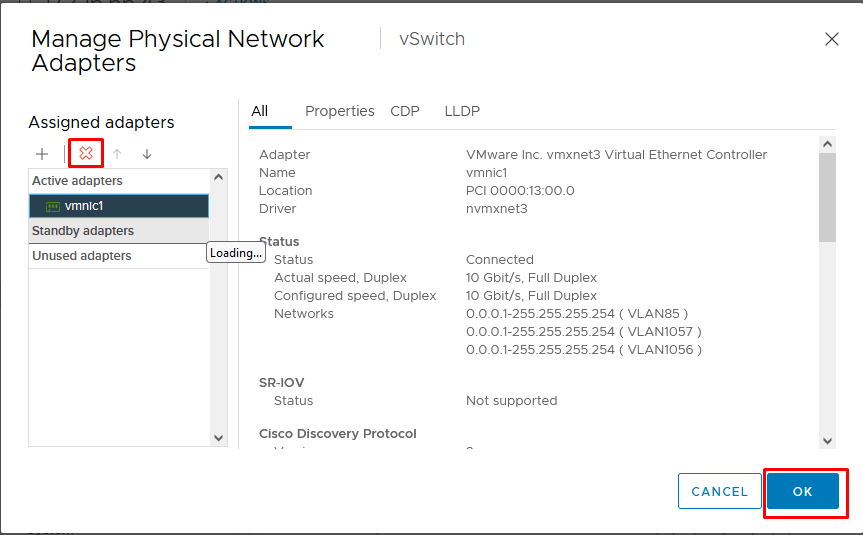 Manage Physical Network Adapters
vSwitch
Assigned adapters
Active adapters
vmnic1
Standby adapters
Unused adapters
Loading...
All Properties CDP LLDP
Adapter VMware Inc. vmxnet3 Virtual Ethernet Controller
Name vmnic1
Location PCI 0000:13:00.0
Driver nvmxnet3
Status
Status Connected
Actual speed, Duplex 10 Gbit/s, Full Duplex
Configured speed, Duplex 10 Gbit/s, Full Duplex
Networks 0.0.0.1-255.255.255.254 ( VLAN85 )
0.0.0.1-255.255.255.254 ( VLAN1057 )
0.0.0.1-255.255.255.254 ( VLAN1056 )
SR-IOV
Status Not supported
Cisco Discovery Protocol
CANCEL OK